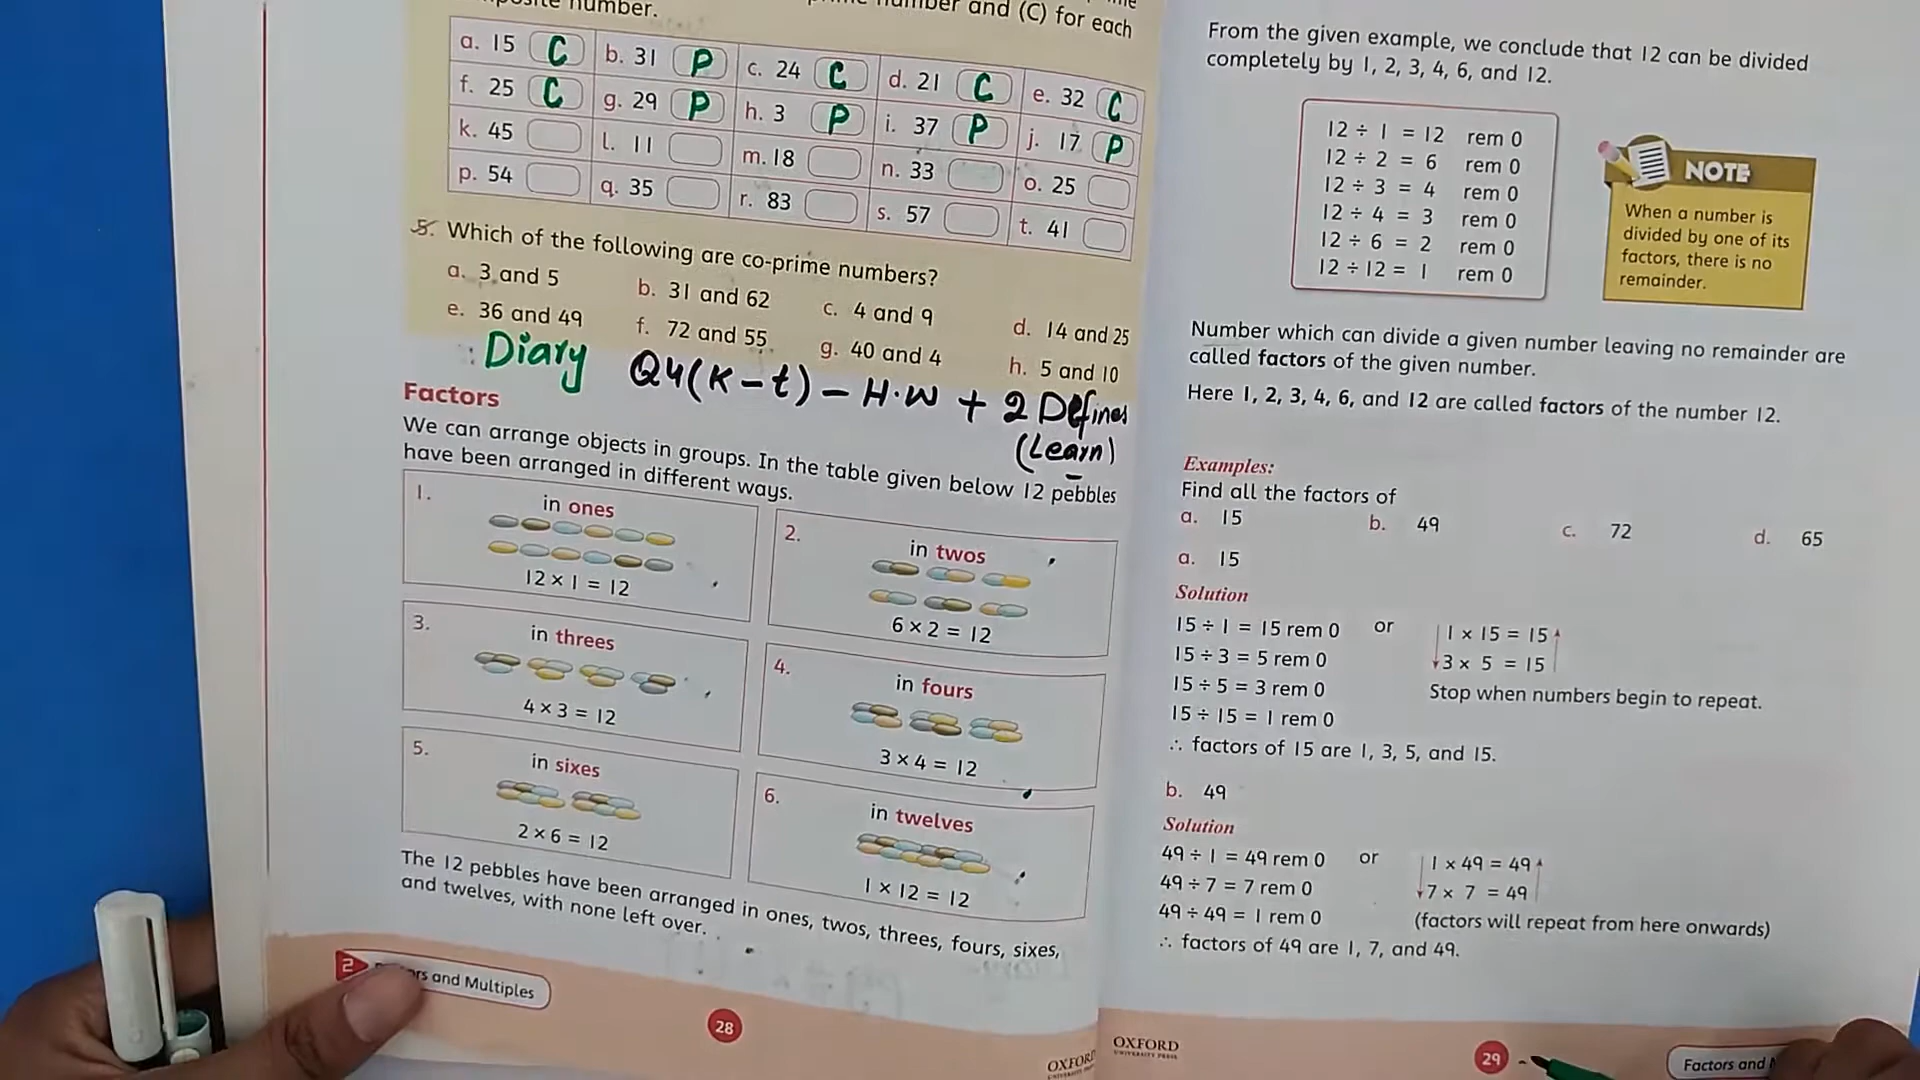 number and (C) for each
number.
a. 15 C b. 31 P c. 24 C d. 21 C e. 32 C
f. 25 C g. 29 P h. 3 P i. 37 P j. 17 P
k. 45 l. 11 m. 18 n. 33 o. 25
p. 54 q. 35 r. 83 s. 57 t. 41
5. Which of the following are co-prime numbers?
a. 3 and 5 b. 31 and 62 c. 4 and 9 d. 14 and 25
e. 36 and 49 f. 72 and 55 g. 40 and 4 h. 5 and 10
Diary Q4(K-t) - H.W + 2 Defines
(Learn)
Factors
We can arrange objects in groups. In the table given below 12 pebbles
have been arranged in different ways.
1. in ones
12 × 1 = 12
2. in twos
6 × 2 = 12
3. in threes
4 × 3 = 12
4. in fours
3 × 4 = 12
5. in sixes
2 × 6 = 12
6. in twelves
1 × 12 = 12
The 12 pebbles have been arranged in ones, twos, threes, fours, sixes,
and twelves, with none left over.
2 and Multiples
28
OXFORD
From the given example, we conclude that 12 can be divided
completely by 1, 2, 3, 4, 6, and 12.
12 ÷ 1 = 12 rem 0
12 ÷ 2 = 6 rem 0
12 ÷ 3 = 4 rem 0
12 ÷ 4 = 3 rem 0
12 ÷ 6 = 2 rem 0
12 ÷ 12 = 1 rem 0
NOTE
When a number is
divided by one of its
factors, there is no
remainder.
Number which can divide a given number leaving no remainder are
called factors of the given number.
Here 1, 2, 3, 4, 6, and 12 are called factors of the number 12.
Examples:
Find all the factors of
a. 15 b. 49 c. 72 d. 65
a. 15
Solution
15 ÷ 1 = 15 rem 0 or 1 × 15 = 15
15 ÷ 3 = 5 rem 0 3 × 5 = 15
15 ÷ 5 = 3 rem 0 Stop when numbers begin to repeat.
15 ÷ 15 = 1 rem 0
∴ factors of 15 are 1, 3, 5, and 15.
b. 49
Solution
49 ÷ 1 = 49 rem 0 or 1 × 49 = 49
49 ÷ 7 = 7 rem 0 7 × 7 = 49
49 ÷ 49 = 1 rem 0 (factors will repeat from here onwards)
∴ factors of 49 are 1, 7, and 49.
OXFORD
UNIVERSITY PRESS
29
Factors and